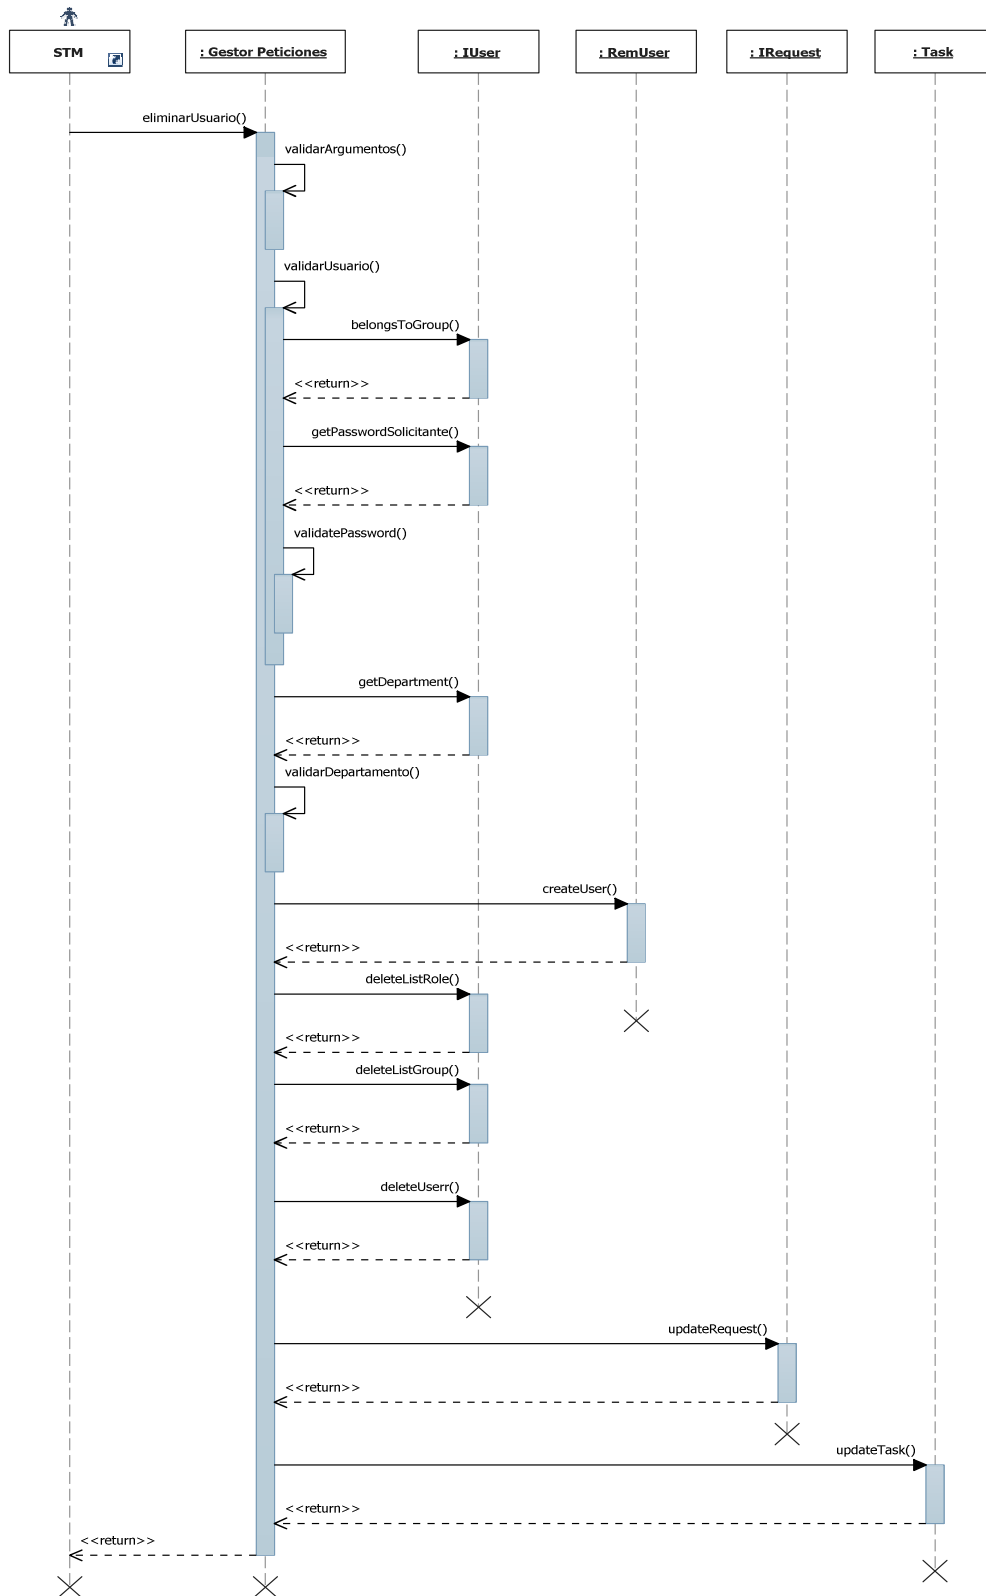 STM
: Gestor Peticiones
: IUser
: RemUser
: IRequest
: Task
eliminarUsuario()
validarArgumentos()
validarUsuario()
belongsToGroup()
<<return>>
getPasswordSolicitante()
<<return>>
validatePassword()
getDepartment()
<<return>>
validarDepartamento()
createUser()
<<return>>
deleteListRole()
<<return>>
deleteListGroup()
<<return>>
deleteUserr()
<<return>>
updateRequest()
<<return>>
updateTask()
<<return>>
<<return>>